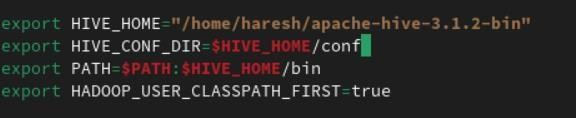 export HIVE_HOME="/home/haresh/apache-hive-3.1.2-bin"
export HIVE_CONF_DIR=$HIVE_HOME/conf
export PATH=$PATH:$HIVE_HOME/bin
export HADOOP_USER_CLASSPATH_FIRST=true